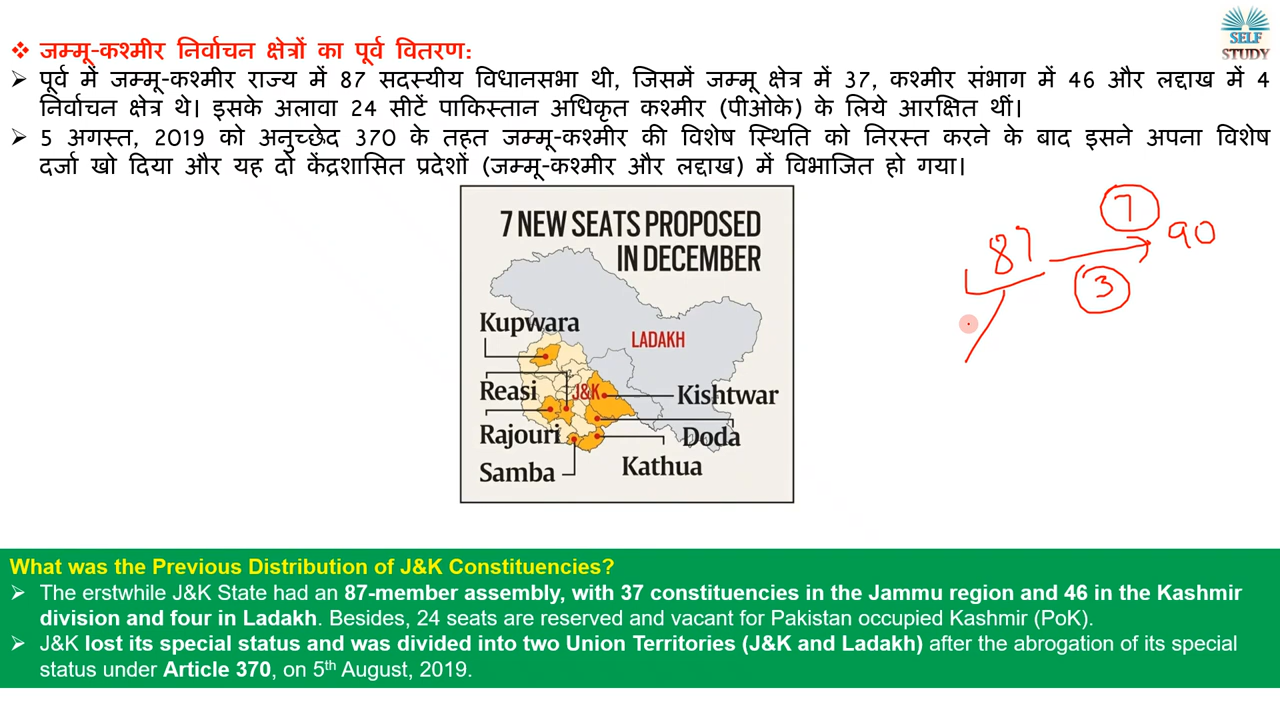 SELF
STUDY
❖ जम्मू-कश्मीर निर्वाचन क्षेत्रों का पूर्व वितरण:
➢ पूर्व में जम्मू-कश्मीर राज्य में 87 सदस्यीय विधानसभा थी, जिसमें जम्मू क्षेत्र में 37, कश्मीर संभाग में 46 और लद्दाख में 4
निर्वाचन क्षेत्र थे। इसके अलावा 24 सीटें पाकिस्तान अधिकृत कश्मीर (पीओके) के लिये आरक्षित थीं।
➢ 5 अगस्त, 2019 को अनुच्छेद 370 के तहत जम्मू-कश्मीर की विशेष स्थिति को निरस्त करने के बाद इसने अपना विशेष
दर्जा खो दिया और यह दो केंद्रशासित प्रदेशों (जम्मू-कश्मीर और लद्दाख) में विभाजित हो गया।
7 NEW SEATS PROPOSED
IN DECEMBER
Kupwara
LADAKH
Reasi
J&K
Kishtwar
Rajouri
Doda
Samba
Kathua
7
87
90
3
What was the Previous Distribution of J&K Constituencies?
➢ The erstwhile J&K State had an 87-member assembly, with 37 constituencies in the Jammu region and 46 in the Kashmir
division and four in Ladakh. Besides, 24 seats are reserved and vacant for Pakistan occupied Kashmir (PoK).
➢ J&K lost its special status and was divided into two Union Territories (J&K and Ladakh) after the abrogation of its special
status under Article 370, on 5th August, 2019.